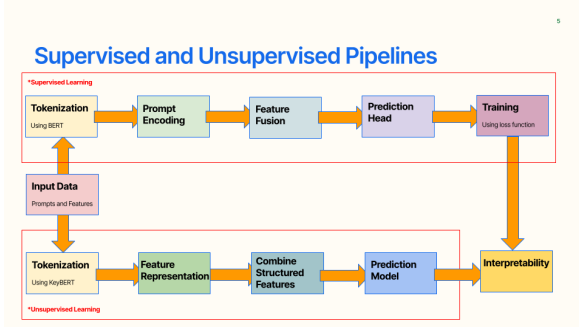 5
Supervised and Unsupervised Pipelines
*Supervised Learning
Tokenization
Using BERT
Prompt
Encoding
Feature
Fusion
Prediction
Head
Training
Using loss function
Input Data
Prompts and Features
Tokenization
Using KeyBERT
Feature
Representation
Combine
Structured
Features
Prediction
Model
Interpretability
*Unsupervised Learning